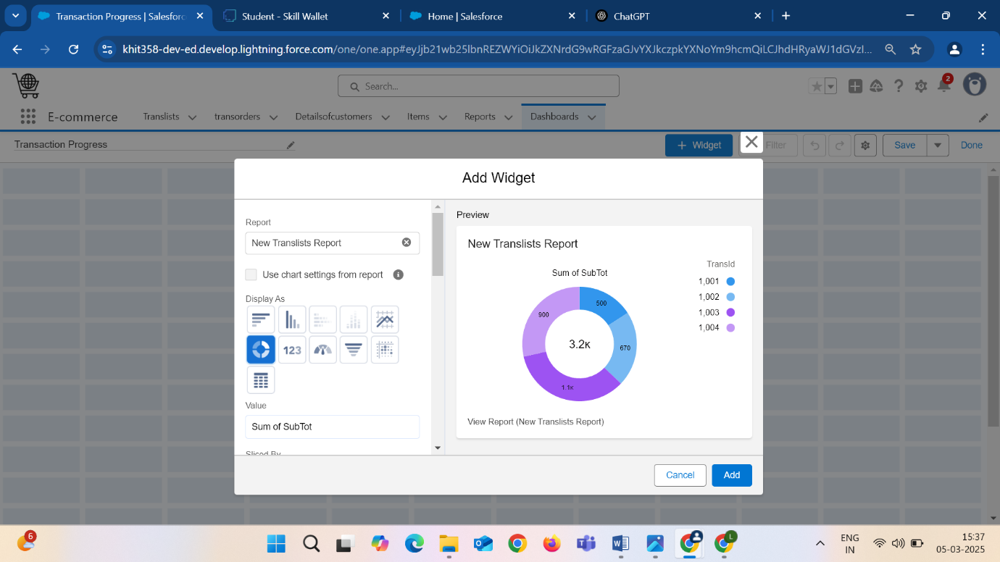 Transaction Progress | Salesforc
Student - Skill Wallet
Home | Salesforce
ChatGPT
khit358-dev-ed.develop.lightning.force.com/one/one.app#eyJjb21wb25lbnREZWYiOiJkZXNrdG9wRGFzaGJvYXJkczpkYXNoYm9hcmQiLCJhdHRyaWJ1dGVzI...
Search...
2
E-commerce
Translists
transorders
Detailsofcustomers
Items
Reports
Dashboards
Transaction Progress
+ Widget
Filter
Save
Done
Add Widget
Report
New Translists Report
Use chart settings from report
Display As
123
Value
Sum of SubTot
Sliced By
Preview
New Translists Report
Sum of SubTot
TransId
1,001
1,002
1,003
1,004
500
900
3.2K
670
1.1K
View Report (New Translists Report)
Cancel
Add
6
L
ENG
IN
15:37
05-03-2025